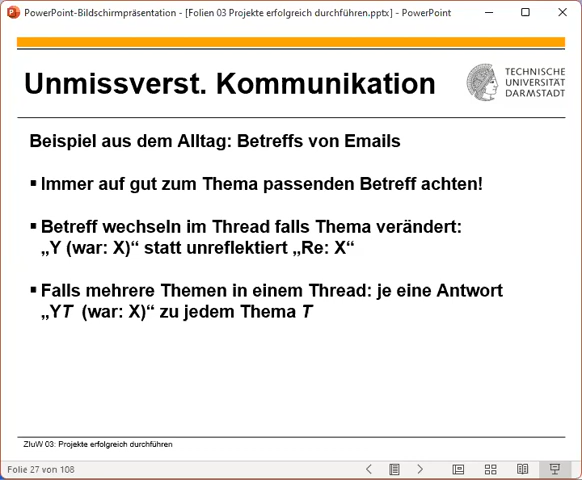 PowerPoint-Bildschirmpräsentation - [Folien 03 Projekte erfolgreich durchführen.pptx] - PowerPoint
Unmissverst. Kommunikation
TECHNISCHE
UNIVERSITÄT
DARMSTADT
Beispiel aus dem Alltag: Betreffs von Emails
▪ Immer auf gut zum Thema passenden Betreff achten!
▪ Betreff wechseln im Thread falls Thema verändert:
„Y (war: X)“ statt unreflektiert „Re: X“
▪ Falls mehrere Themen in einem Thread: je eine Antwort
„YT (war: X)“ zu jedem Thema T
ZIuW 03: Projekte erfolgreich durchführen
Folie 27 von 108